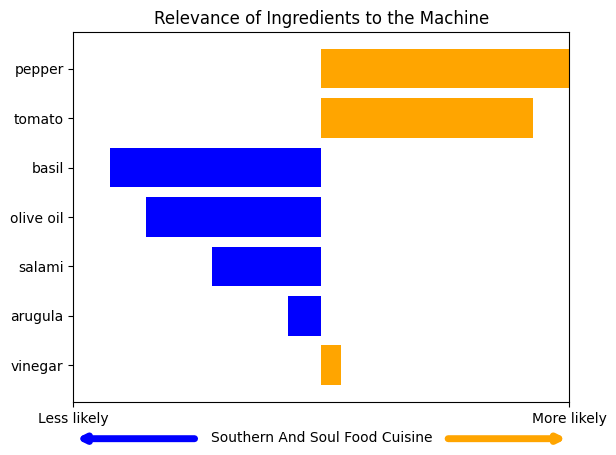 Relevance of Ingredients to the Machine
pepper
tomato
basil
olive oil
salami
arugula
vinegar
Less likely More likely
Southern And Soul Food Cuisine